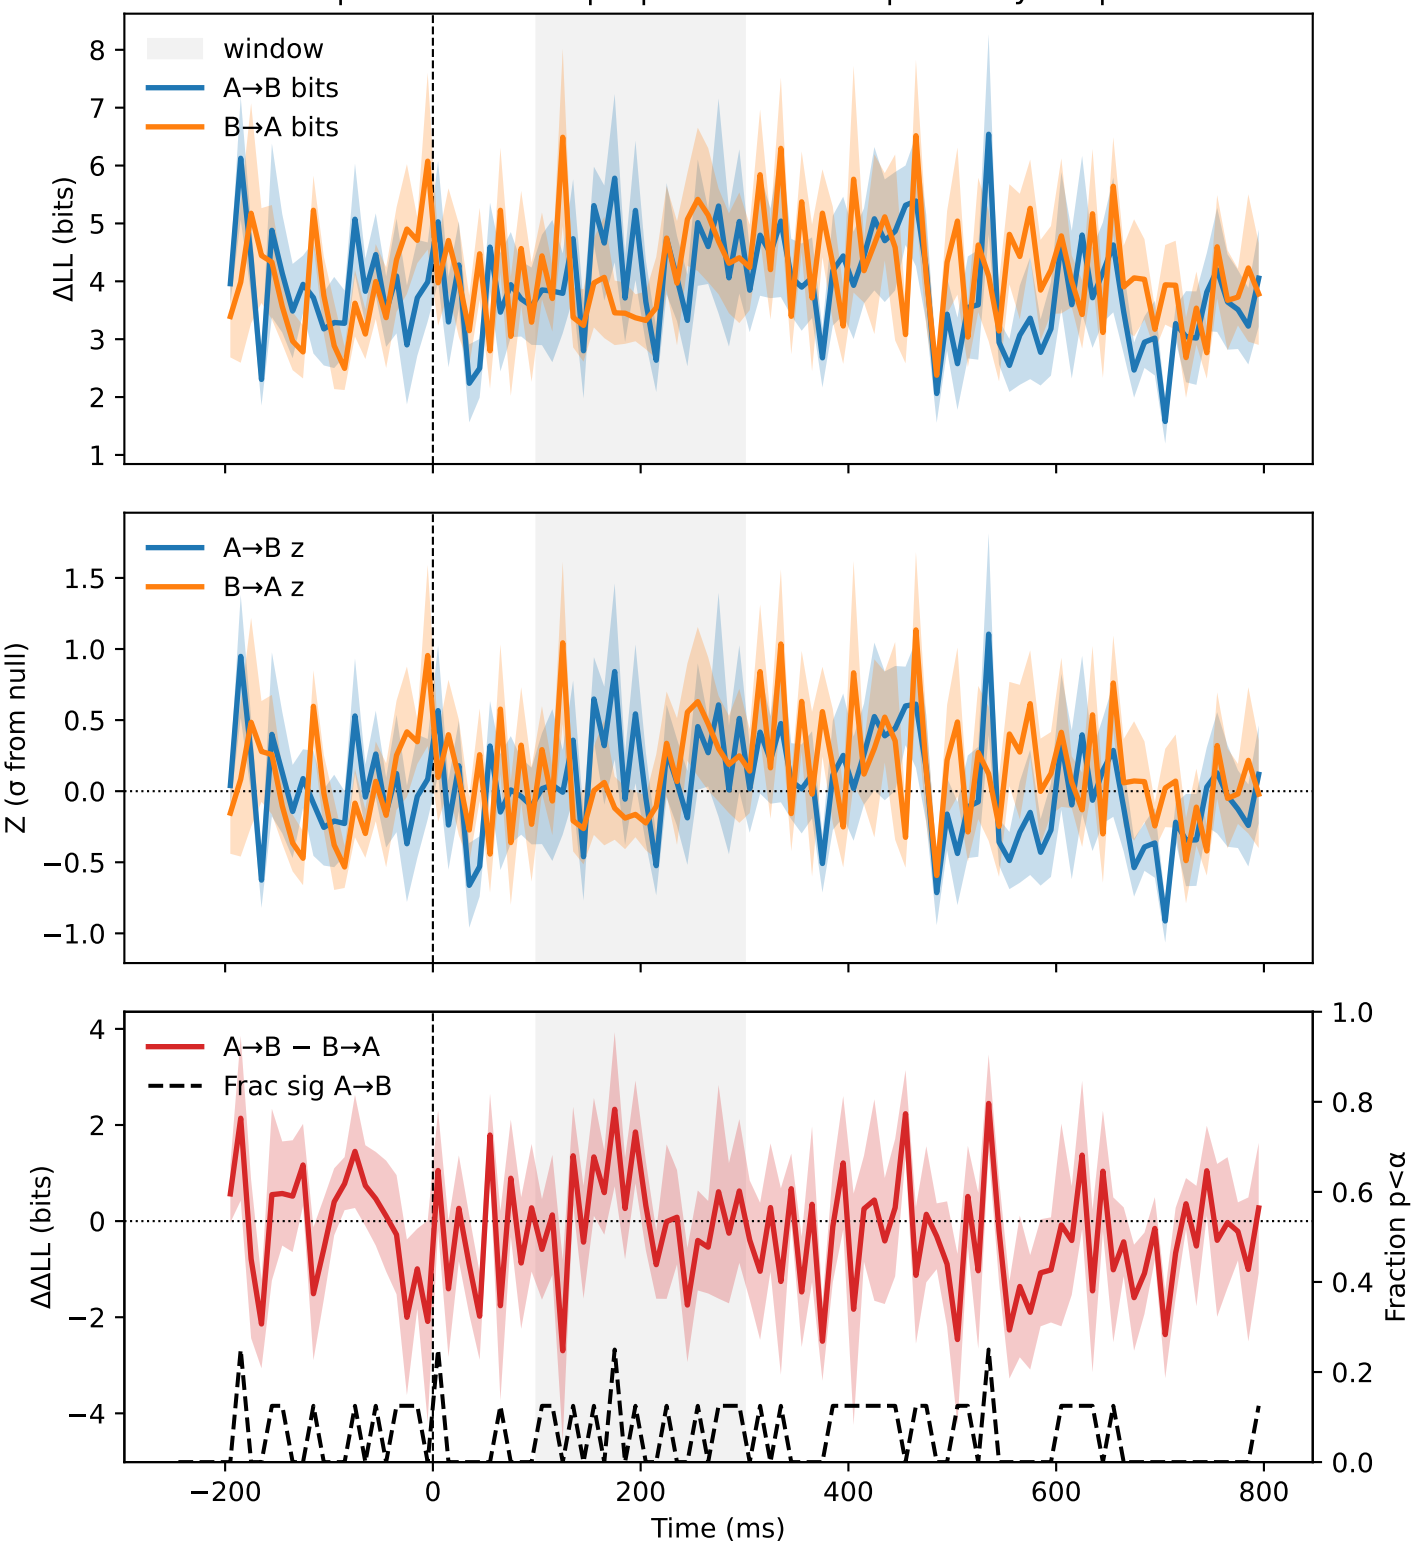 8
7
6
5
4
3
2
1
ΔLL (bits)
window
A→B bits
B→A bits
1.5
1.0
0.5
0.0
−0.5
−1.0
Z (σ from null)
A→B z
B→A z
4
2
0
−2
−4
ΔΔLL (bits)
A→B − B→A
Frac sig A→B
1.0
0.8
0.6
0.4
0.2
0.0
Fraction p<α
−200
0
200
400
600
800
Time (ms)